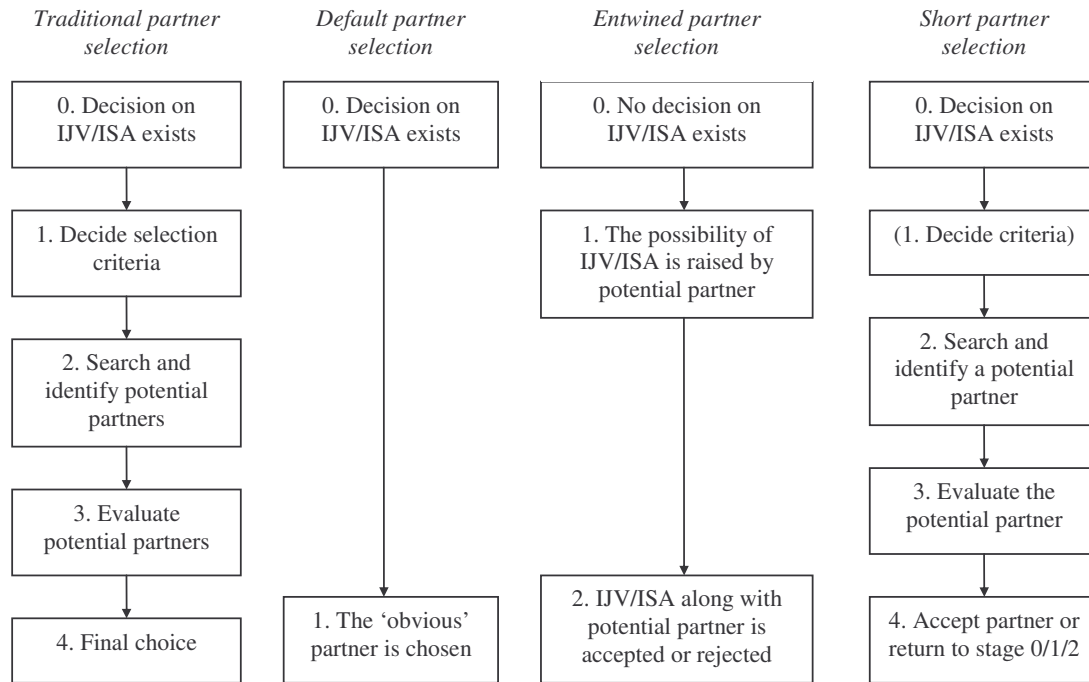 Traditional partner
selection
0. Decision on
IJV/ISA exists
1. Decide selection
criteria
2. Search and
identify potential
partners
3. Evaluate
potential partners
4. Final choice
Default partner
selection
0. Decision on
IJV/ISA exists
1. The ‘obvious’
partner is chosen
Entwined partner
selection
0. No decision on
IJV/ISA exists
1. The possibility of
IJV/ISA is raised by
potential partner
2. IJV/ISA along with
potential partner is
accepted or rejected
Short partner
selection
0. Decision on
IJV/ISA exists
(1. Decide criteria)
2. Search and
identify a potential
partner
3. Evaluate the
potential partner
4. Accept partner or
return to stage 0/1/2